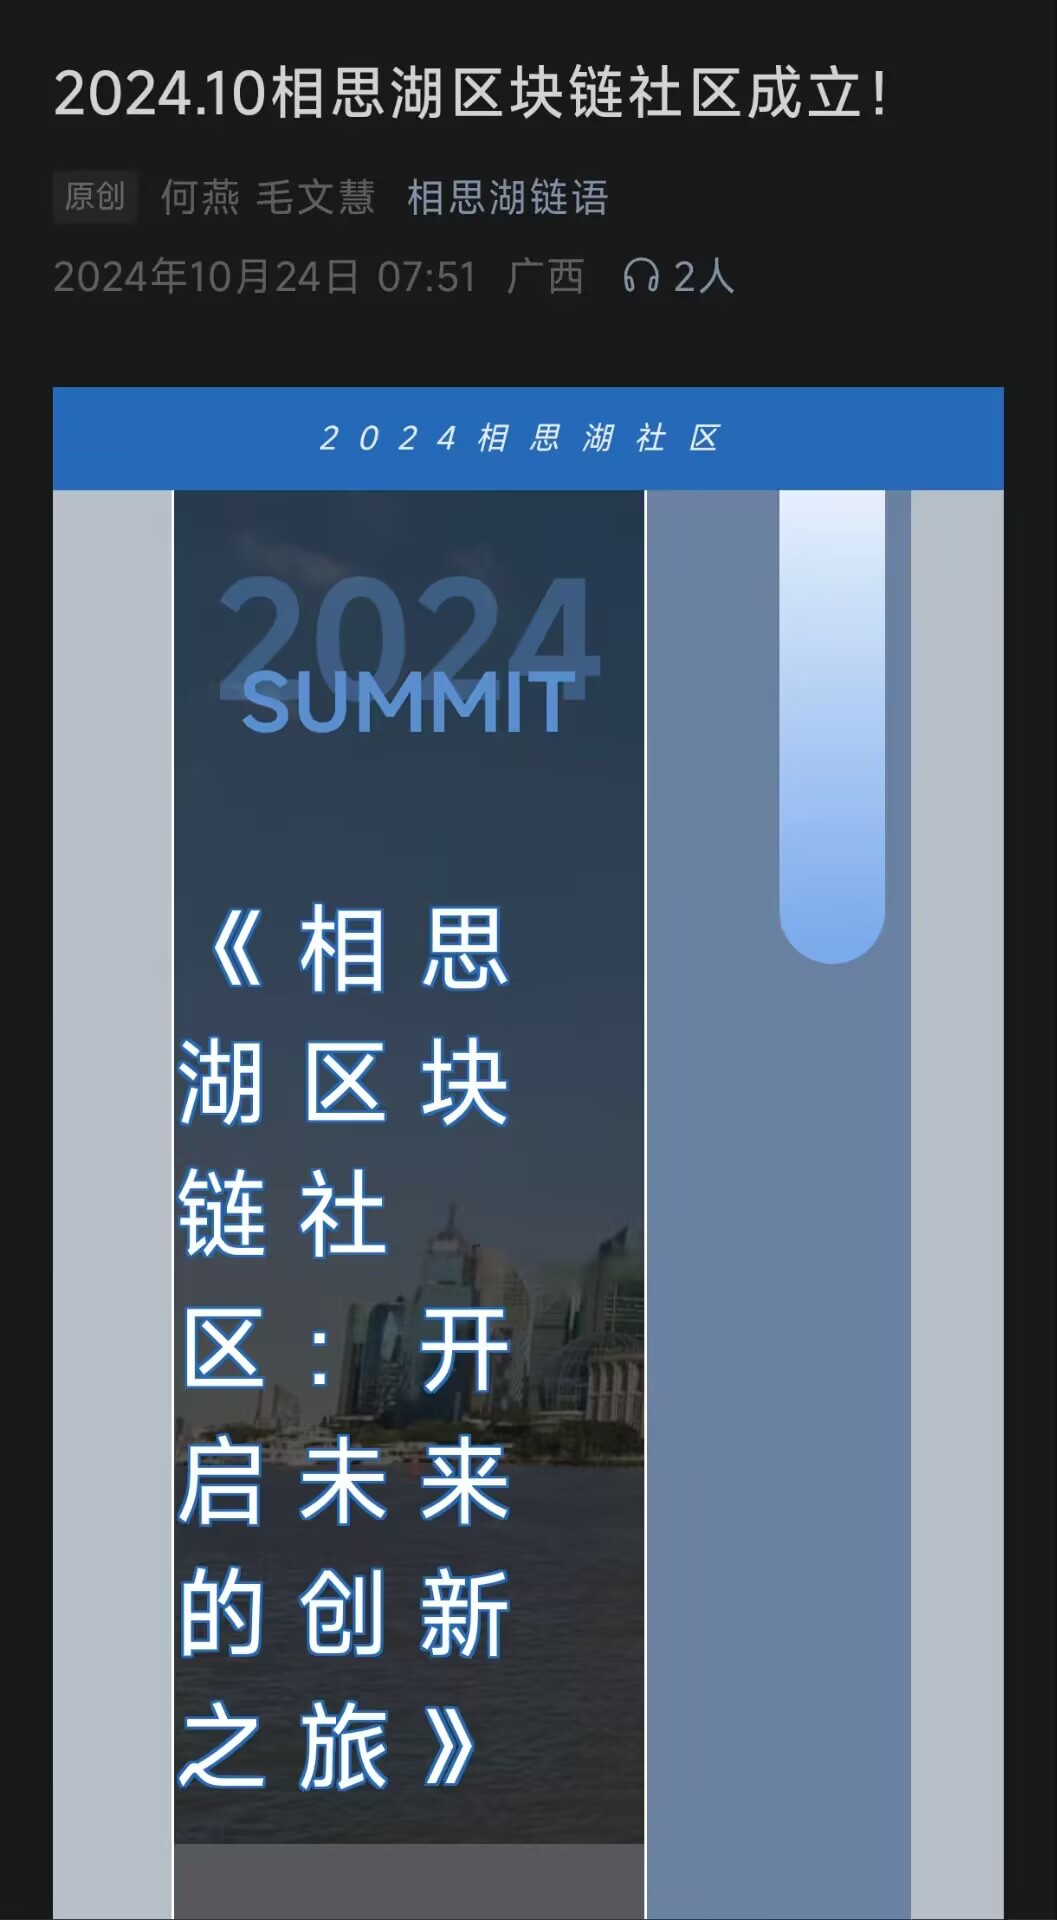 2024.10相思湖区块链社区成立！
原创 何燕 毛文慧 相思湖链语
2024年10月24日 07:51 广西 2人
2024相思湖社区
2024
SUMMIT
《相思
湖区块
链社
区：开
启未来
的创新
之旅》